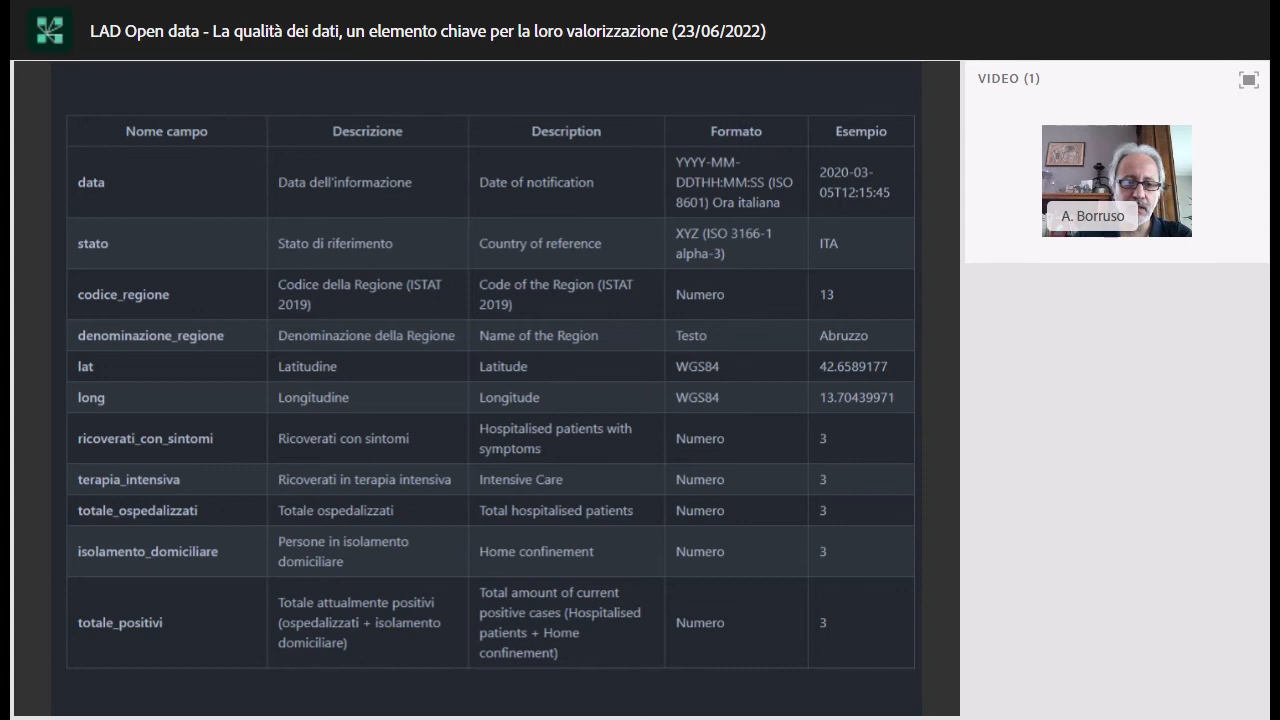 LAD Open data - La qualità dei dati, un elemento chiave per la loro valorizzazione (23/06/2022)
VIDEO (1)
A. Borruso
Nome campo Descrizione Description Formato Esempio
data Data dell'informazione Date of notification YYYY-MM-DDTHH:MM:SS (ISO 8601) Ora italiana 2020-03-05T12:15:45
stato Stato di riferimento Country of reference XYZ (ISO 3166-1 alpha-3) ITA
codice_regione Codice della Regione (ISTAT 2019) Code of the Region (ISTAT 2019) Numero 13
denominazione_regione Denominazione della Regione Name of the Region Testo Abruzzo
lat Latitudine Latitude WGS84 42.6589177
long Longitudine Longitude WGS84 13.70439971
ricoverati_con_sintomi Ricoverati con sintomi Hospitalised patients with symptoms Numero 3
terapia_intensiva Ricoverati in terapia intensiva Intensive Care Numero 3
totale_ospedalizzati Totale ospedalizzati Total hospitalised patients Numero 3
isolamento_domiciliare Persone in isolamento domiciliare Home confinement Numero 3
totale_positivi Totale attualmente positivi (ospedalizzati + isolamento domiciliare) Total amount of current positive cases (Hospitalised patients + Home confinement) Numero 3